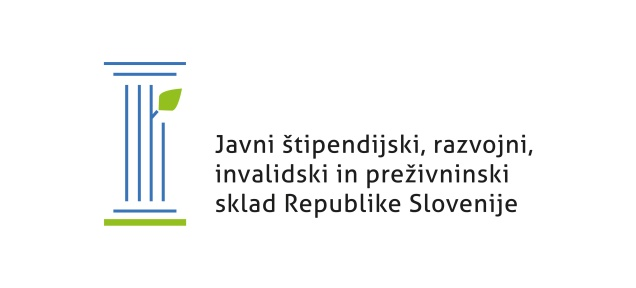 Javni štipendijski, razvojni,
invalidski in preživninski
sklad Republike Slovenije